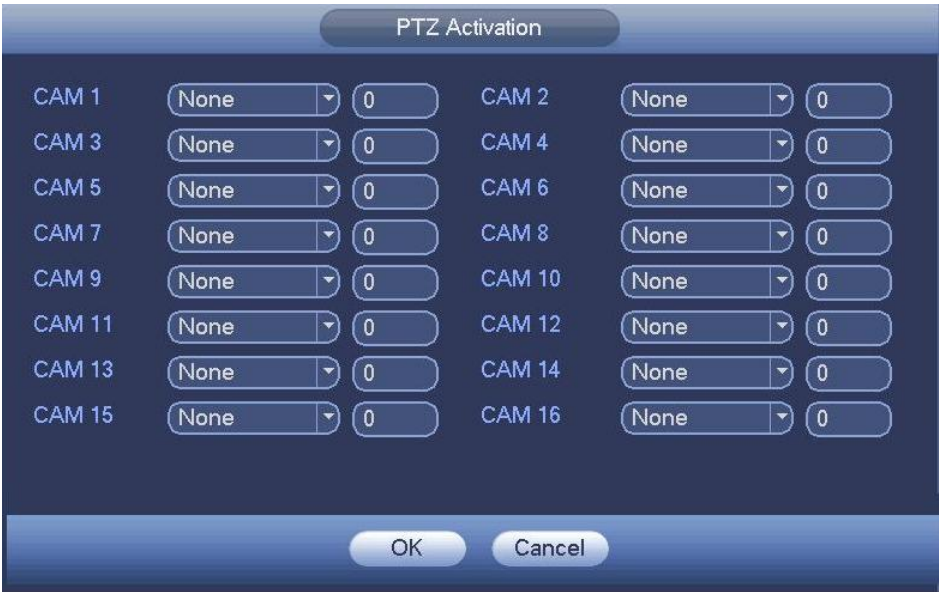 PTZ Activation
CAM 1 None 0 CAM 2 None 0
CAM 3 None 0 CAM 4 None 0
CAM 5 None 0 CAM 6 None 0
CAM 7 None 0 CAM 8 None 0
CAM 9 None 0 CAM 10 None 0
CAM 11 None 0 CAM 12 None 0
CAM 13 None 0 CAM 14 None 0
CAM 15 None 0 CAM 16 None 0
OK Cancel